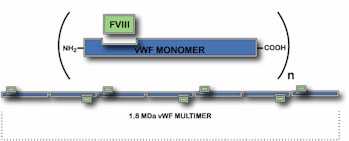 FVIII
NH₂ vWF MONOMER COOH
n
1.8 MDa vWF MULTIMER